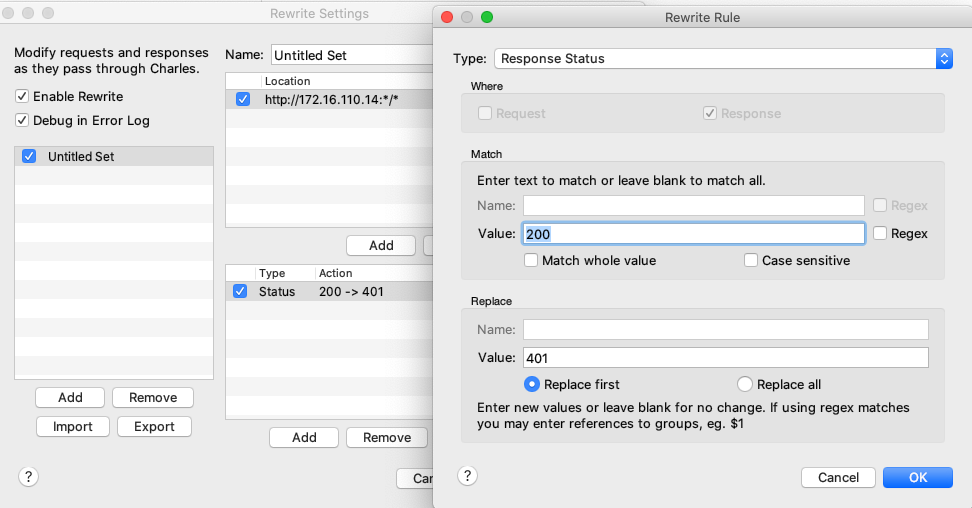 Rewrite Settings
Modify requests and responses
as they pass through Charles.
Enable Rewrite
Debug in Error Log
Untitled Set
Add
Remove
Import
Export
?
Name: Untitled Set
Location
http://172.16.110.14:*/*
Add
Type Action
Status 200 -> 401
Add
Remove
Rewrite Rule
Type: Response Status
Where
Request
Response
Match
Enter text to match or leave blank to match all.
Name: Regex
Value: 200 Regex
Match whole value
Case sensitive
Replace
Name:
Value: 401
Replace first
Replace all
Enter new values or leave blank for no change. If using regex matches
you may enter references to groups, eg. $1
?
Cancel
OK